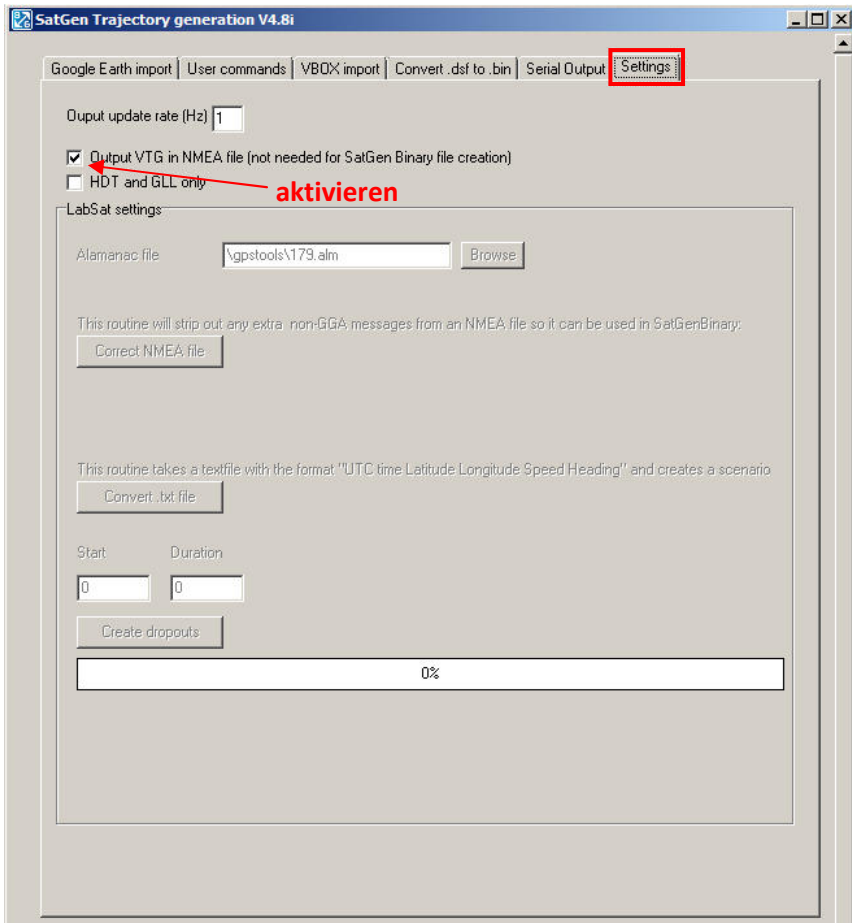 SatGen Trajectory generation V4.8i
Google Earth import User commands VBOX import Convert .dsf to .bin Serial Output Settings
Ouput update rate (Hz) 1
Output VTG in NMEA file (not needed for SatGen Binary file creation)
HDT and GLL only
aktivieren
LabSat settings
Alamanac file \gpstools\179.alm Browse
This routine will strip out any extra non-GGA messages from an NMEA file so it can be used in SatGenBinary:
Correct NMEA file
This routine takes a textfile with the format "UTC time Latitude Longitude Speed Heading" and creates a scenario
Convert .txt file
Start Duration
0 0
Create dropouts
0%